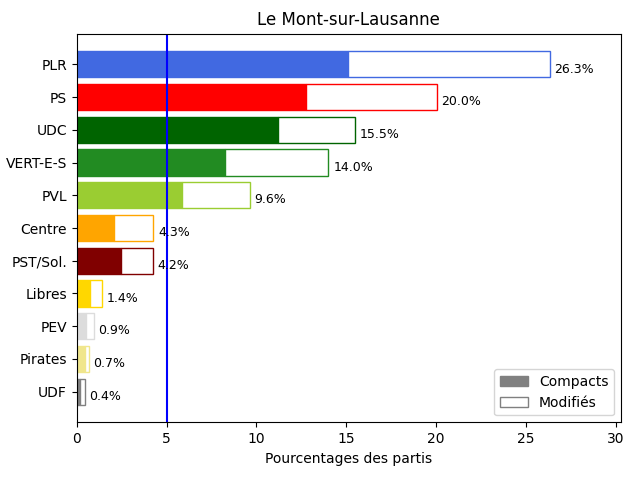 Le Mont-sur-Lausanne
PLR 26.3%
PS 20.0%
UDC 15.5%
VERT-E-S 14.0%
PVL 9.6%
Centre 4.3%
PST/Sol. 4.2%
Libres 1.4%
PEV 0.9%
Pirates 0.7%
UDF 0.4%
Compacts
Modifiés
0 5 10 15 20 25 30
Pourcentages des partis